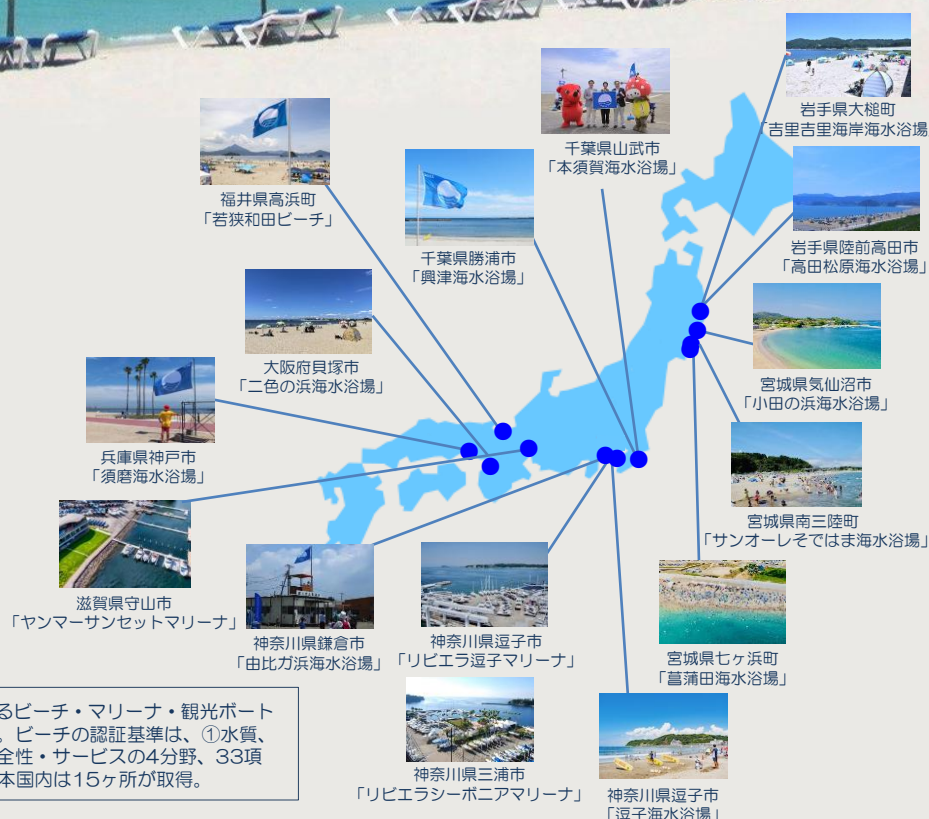 岩手県大槌町
「吉里吉里海岸海水浴場
千葉県山武市
「本須賀海水浴場」
福井県高浜町
「若狭和田ビーチ」
千葉県勝浦市
「興津海水浴場」
岩手県陸前高田市
「高田松原海水浴場」
大阪府貝塚市
「二色の浜海水浴場」
宮城県気仙沼市
「小田の浜海水浴場」
兵庫県神戸市
「須磨海水浴場」
宮城県南三陸町
「サンオーレそではま海水浴場」
滋賀県守山市
「ヤンマーサンセットマリーナ」
神奈川県鎌倉市
「由比ガ浜海水浴場」
神奈川県逗子市
「リビエラ逗子マリーナ」
宮城県七ヶ浜町
「菖蒲田海水浴場」
神奈川県三浦市
「リビエラシーボニアマリーナ」
神奈川県逗子市
「逗子海水浴場」
るビーチ・マリーナ・観光ボート
。ビーチの認証基準は、①水質、
全性・サービスの4分野、33項
本国内は15ヶ所が取得。